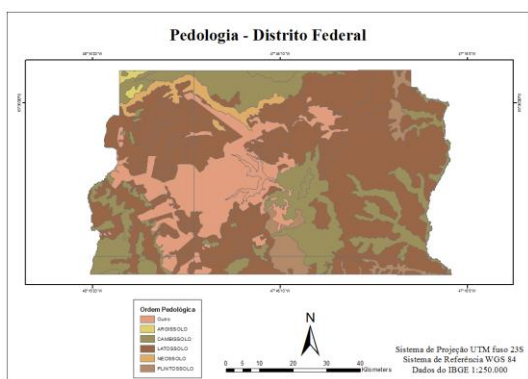 Pedologia - Distrito Federal
Ordem Pedológica
Outro
ARGISSOLO
CAMBISSOLO
LATOSSOLO
NEOSSOLO
PLINTOSSOLO
N
0 5 10 20 30 40
Kilometers
Sistema de Projeção UTM fuso 23S
Sistema de Referência WGS 84
Dados do IBGE 1:250.000